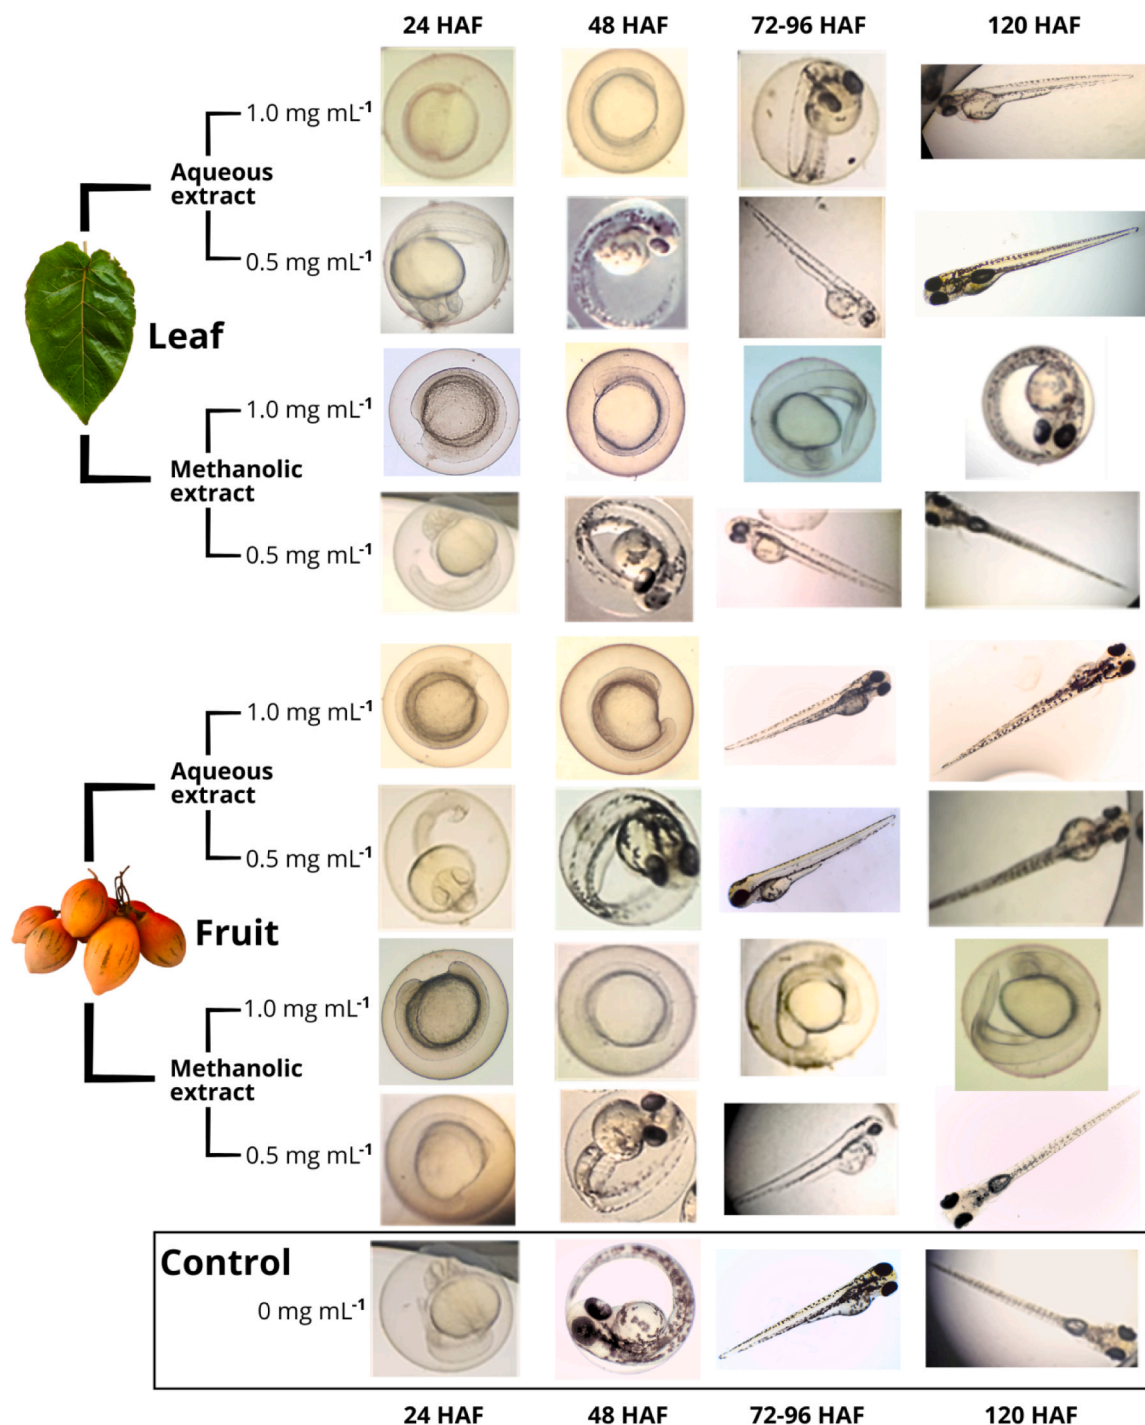 24 HAF 48 HAF 72-96 HAF 120 HAF
1.0 mg mL-1
Aqueous
extract
0.5 mg mL-1
Leaf
1.0 mg mL-1
Methanolic
extract
0.5 mg mL-1
1.0 mg mL-1
Aqueous
extract
0.5 mg mL-1
Fruit
1.0 mg mL-1
Methanolic
extract
0.5 mg mL-1
Control
0 mg mL-1
24 HAF 48 HAF 72-96 HAF 120 HAF